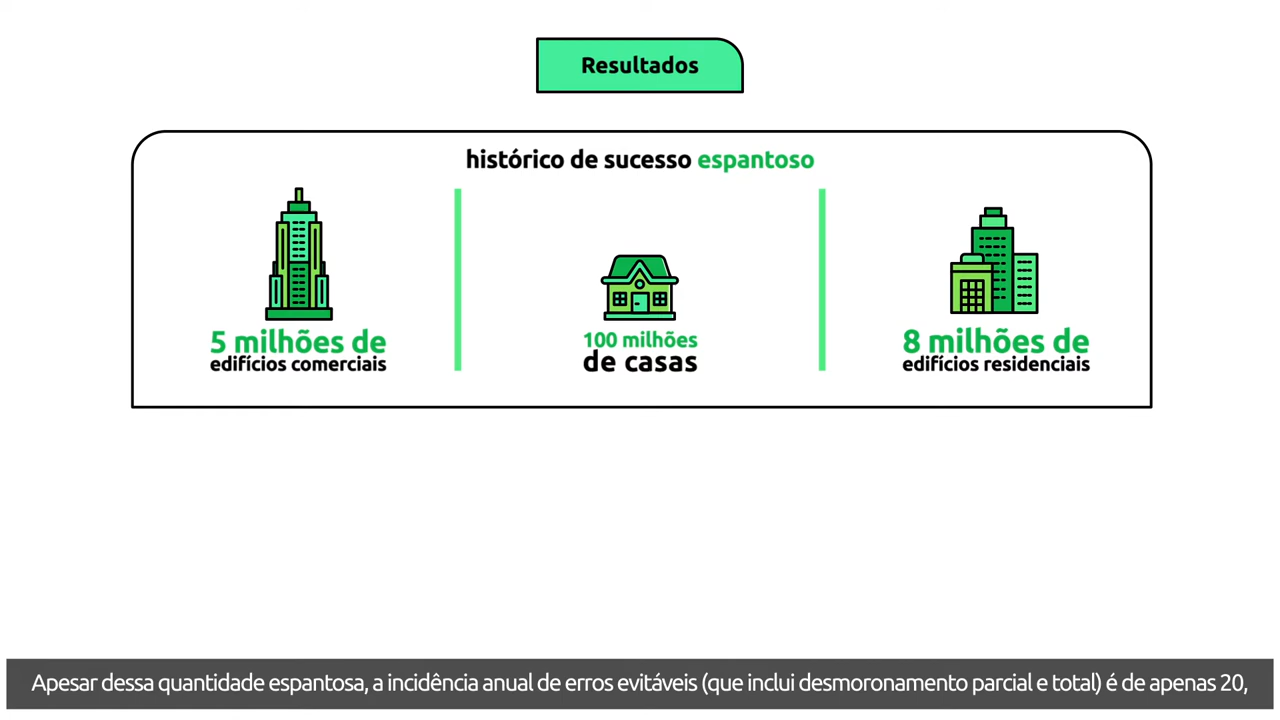 Resultados
histórico de sucesso espantoso
5 milhões de
edifícios comerciais
100 milhões
de casas
8 milhões de
edifícios residenciais
Apesar dessa quantidade espantosa, a incidência anual de erros evitáveis (que inclui desmoronamento parcial e total) é de apenas 20,